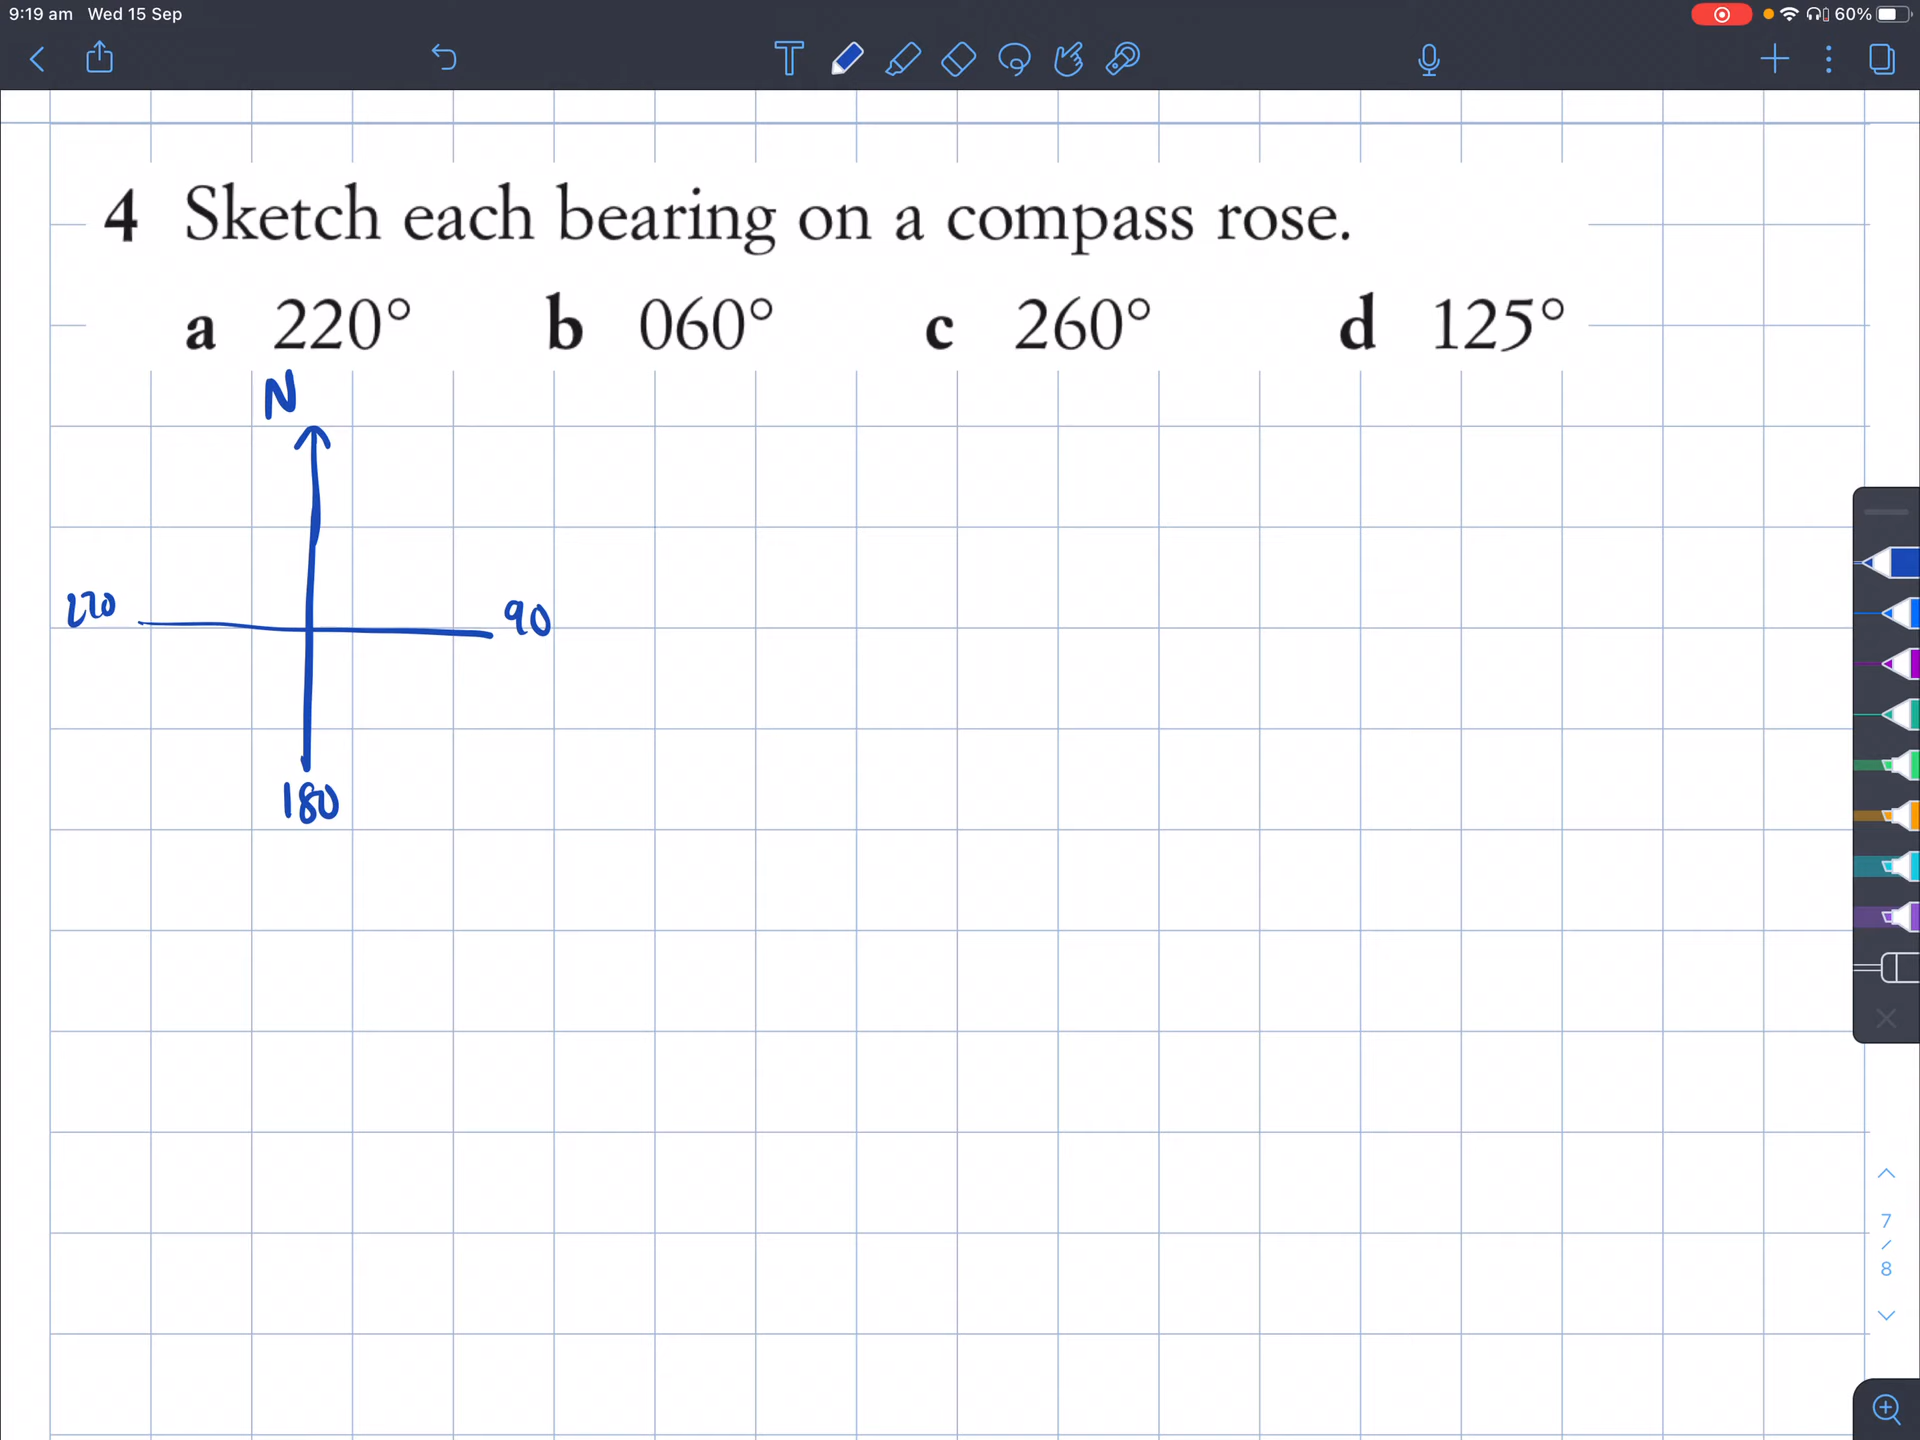 9:19 am Wed 15 Sep
60%
4 Sketch each bearing on a compass rose.
a 220° b 060° c 260° d 125°
N
270
90
180
7
/
8